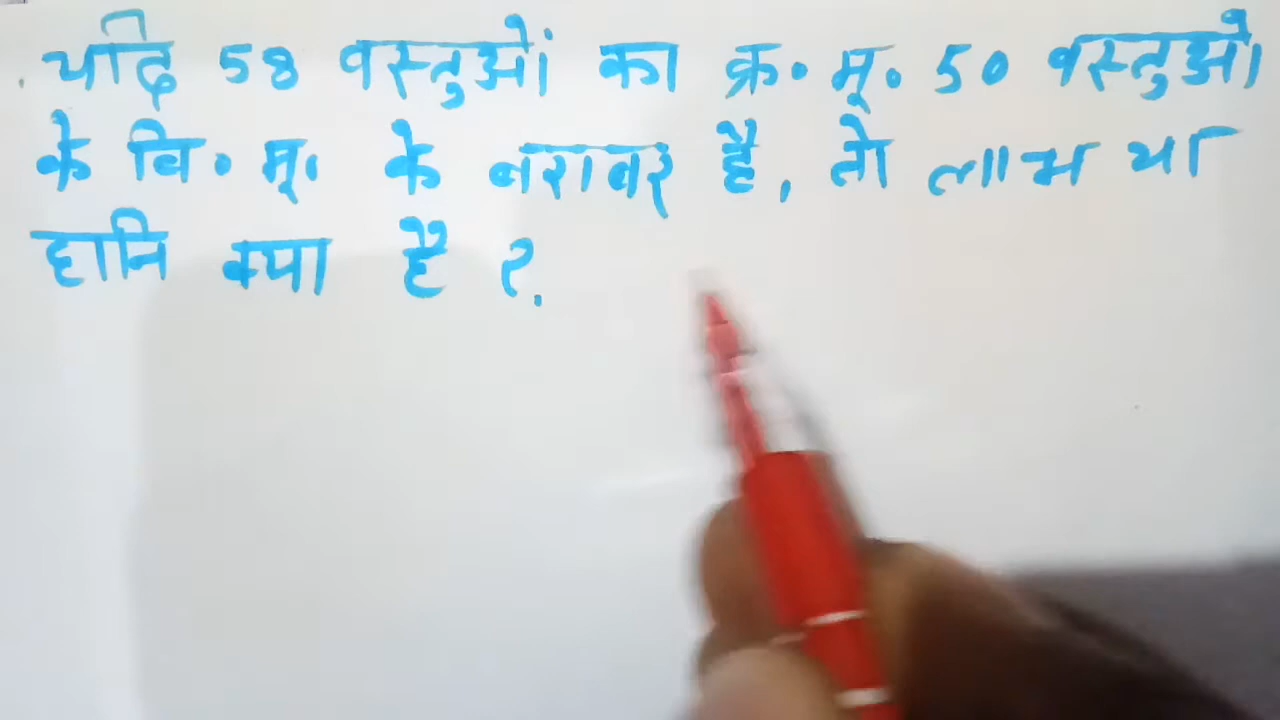 यदि 58 वस्तुओं का क्र. मू. 50 वस्तुओं
के वि. मू. के बराबर है, तो लाभ या
हानि क्या है ?